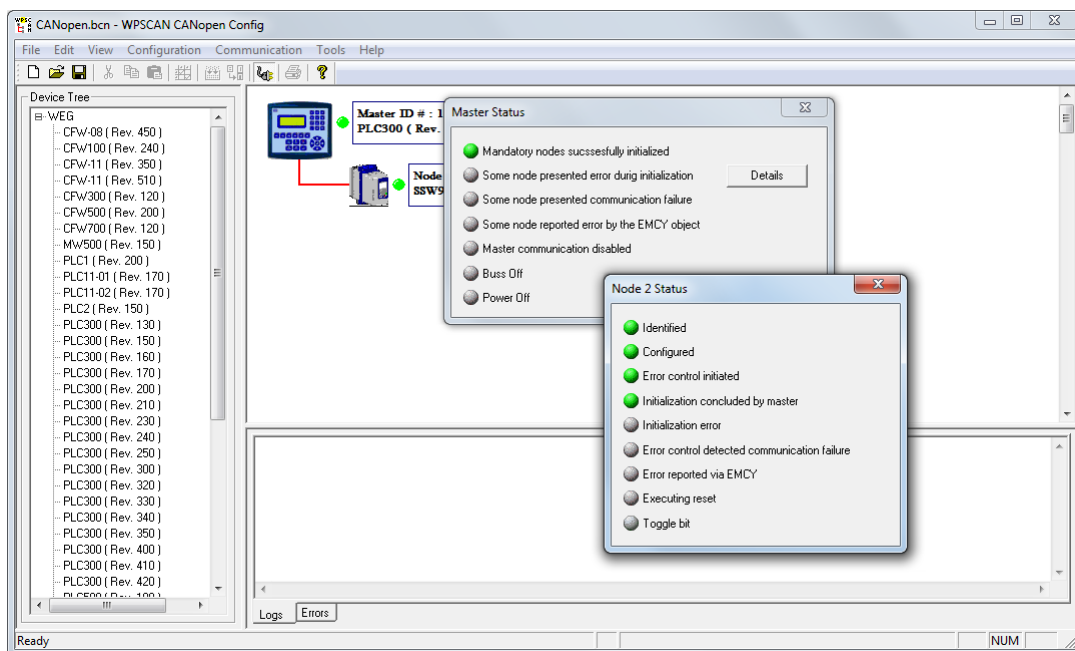 CANopen.bcn - WPSCAN CANopen Config
File Edit View Configuration Communication Tools Help
Device Tree
WEG
CFW-08 ( Rev. 450 )
CFW100 ( Rev. 240 )
CFW-11 ( Rev. 350 )
CFW-11 ( Rev. 510 )
CFW300 ( Rev. 120 )
CFW500 ( Rev. 200 )
CFW700 ( Rev. 120 )
MW500 ( Rev. 150 )
PLC1 ( Rev. 200 )
PLC11-01 ( Rev. 170 )
PLC11-02 ( Rev. 170 )
PLC2 ( Rev. 150 )
PLC300 ( Rev. 130 )
PLC300 ( Rev. 150 )
PLC300 ( Rev. 160 )
PLC300 ( Rev. 170 )
PLC300 ( Rev. 200 )
PLC300 ( Rev. 210 )
PLC300 ( Rev. 230 )
PLC300 ( Rev. 240 )
PLC300 ( Rev. 250 )
PLC300 ( Rev. 300 )
PLC300 ( Rev. 320 )
PLC300 ( Rev. 330 )
PLC300 ( Rev. 340 )
PLC300 ( Rev. 350 )
PLC300 ( Rev. 400 )
PLC300 ( Rev. 410 )
PLC300 ( Rev. 420 )
Master ID # : 1
PLC300 ( Rev.
Node
SSW9
Master Status
Mandatory nodes sucssesfully initialized
Some node presented error durig initialization
Details
Some node presented communication failure
Some node reported error by the EMCY object
Master communication disabled
Buss Off
Power Off
Node 2 Status
Identified
Configured
Error control initiated
Initialization concluded by master
Initialization error
Error control detected communication failure
Error reported via EMCY
Executing reset
Toggle bit
Logs Errors
Ready
NUM